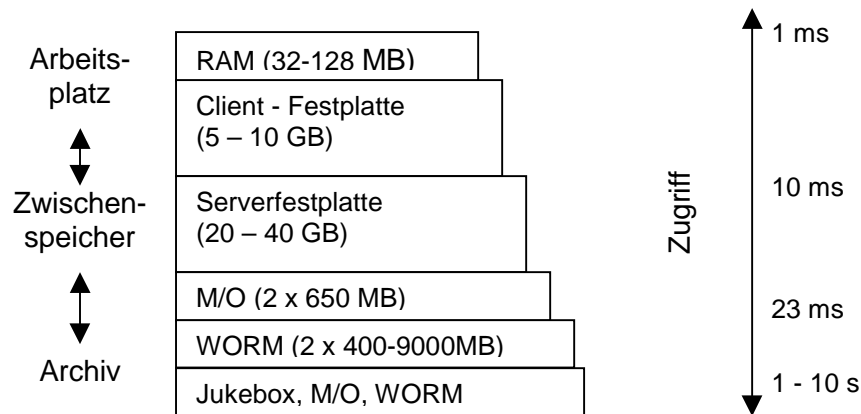 Arbeits-
platz
Zwischen-
speicher
Archiv
RAM (32-128 MB)
Client - Festplatte
(5 – 10 GB)
Serverfestplatte
(20 – 40 GB)
M/O (2 x 650 MB)
WORM (2 x 400-9000MB)
Jukebox, M/O, WORM
Zugriff
1 ms
10 ms
23 ms
1 - 10 s